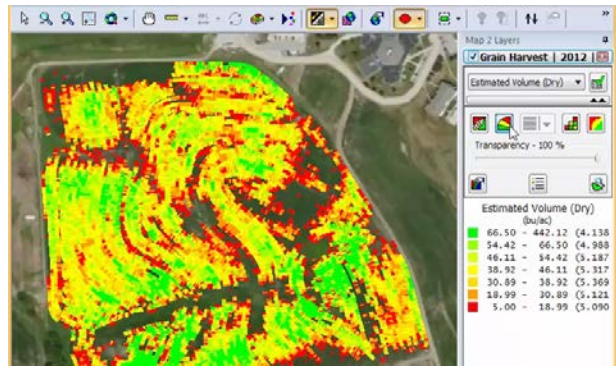 Map 2 Layers
Grain Harvest | 2012 |
Estimated Volume (Dry)
Transparency - 100 %
Estimated Volume (Dry)
(bu/ac)
66.50 - 442.12 (4.138
54.42 - 66.50 (4.988
46.11 - 54.42 (5.187
38.92 - 46.11 (5.317
30.89 - 38.92 (5.369
18.99 - 30.89 (5.121
5.00 - 18.99 (5.090